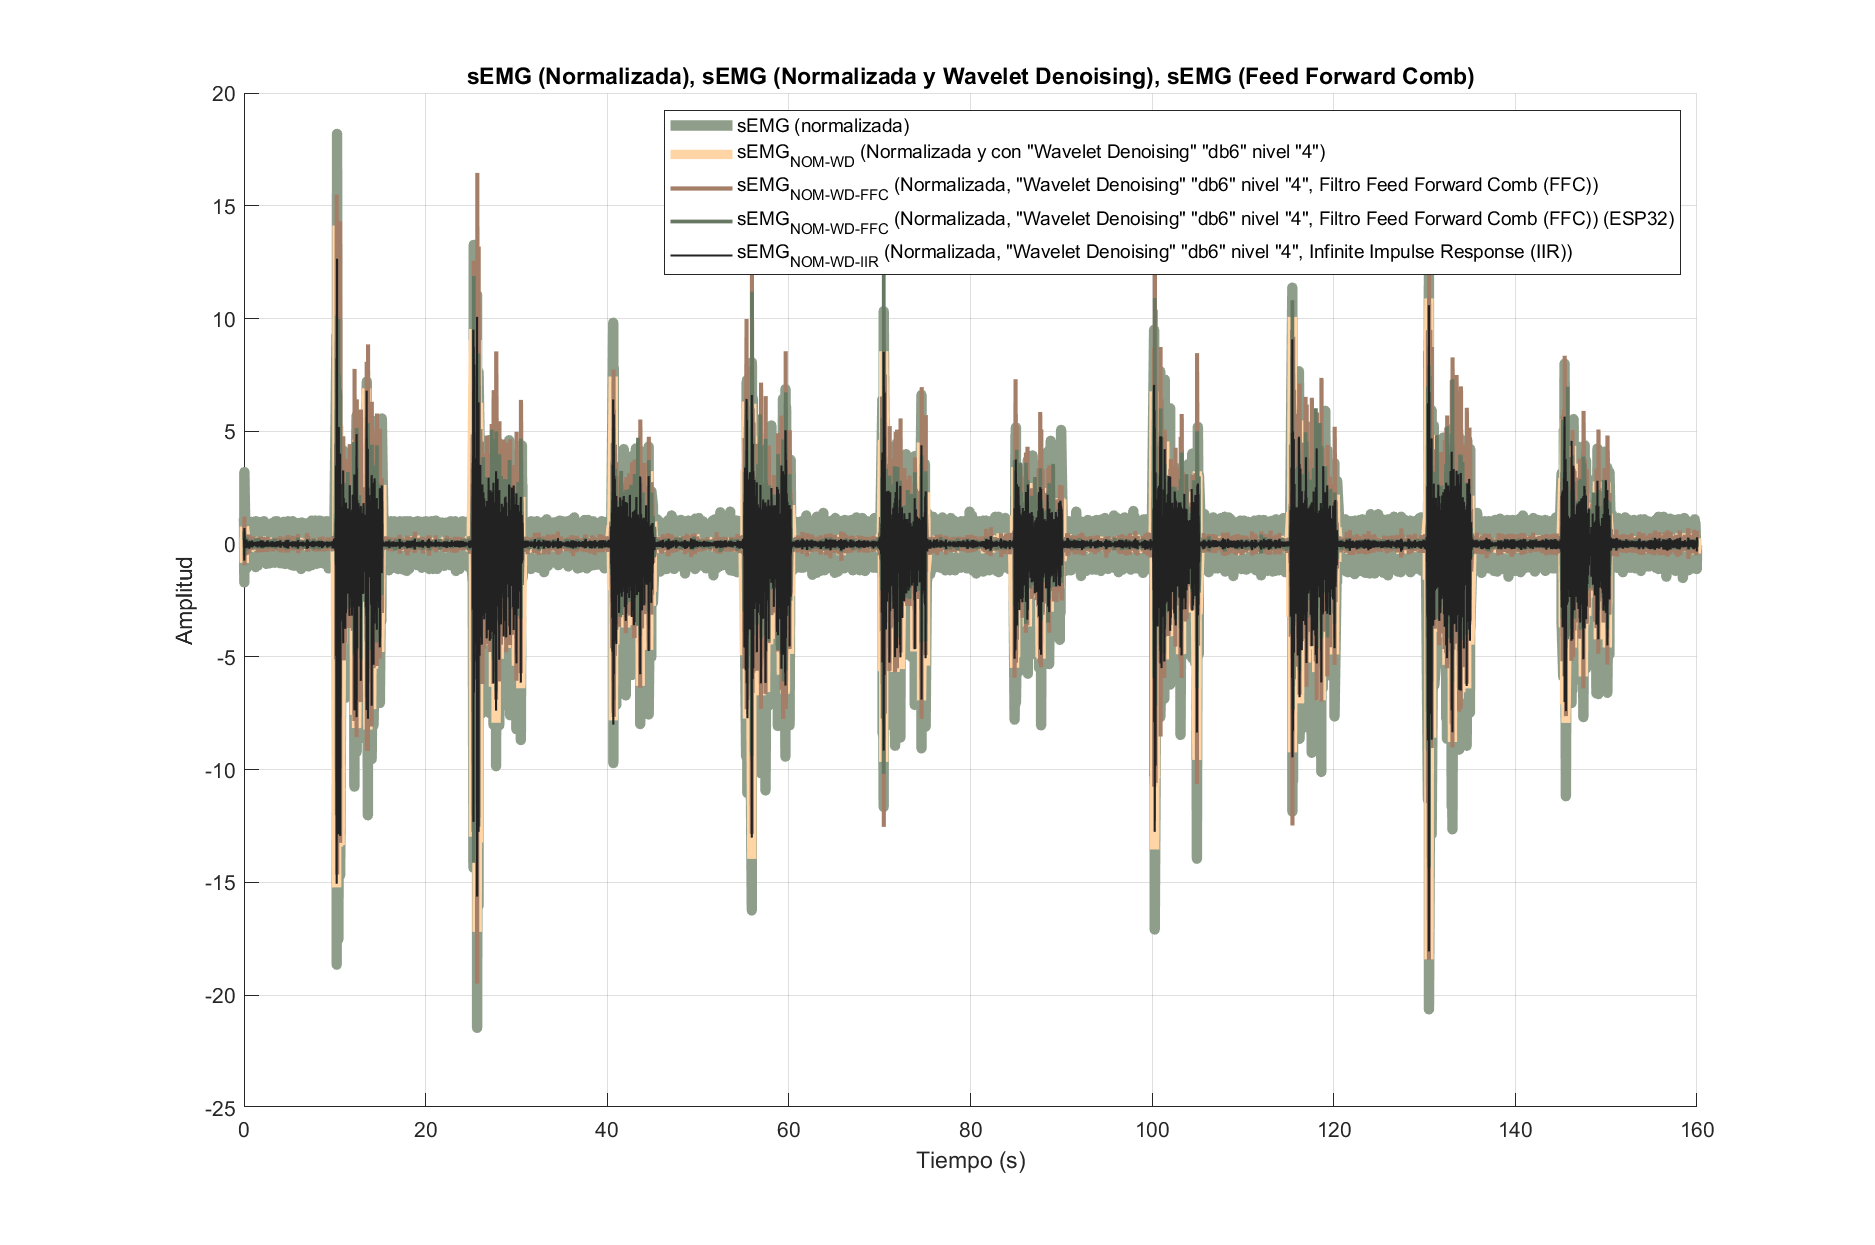 sEMG (Normalizada), sEMG (Normalizada y Wavelet Denoising), sEMG (Feed Forward Comb)
sEMG (normalizada)
sEMG_NOM-WD (Normalizada y con "Wavelet Denoising" "db6" nivel "4")
sEMG_NOM-WD-FFC (Normalizada, "Wavelet Denoising" "db6" nivel "4", Filtro Feed Forward Comb (FFC))
sEMG_NOM-WD-FFC (Normalizada, "Wavelet Denoising" "db6" nivel "4", Filtro Feed Forward Comb (FFC)) (ESP32)
sEMG_NOM-WD-IIR (Normalizada, "Wavelet Denoising" "db6" nivel "4", Infinite Impulse Response (IIR))
20
15
10
5
0
-5
-10
-15
-20
-25
Amplitud
0 20 40 60 80 100 120 140 160
Tiempo (s)